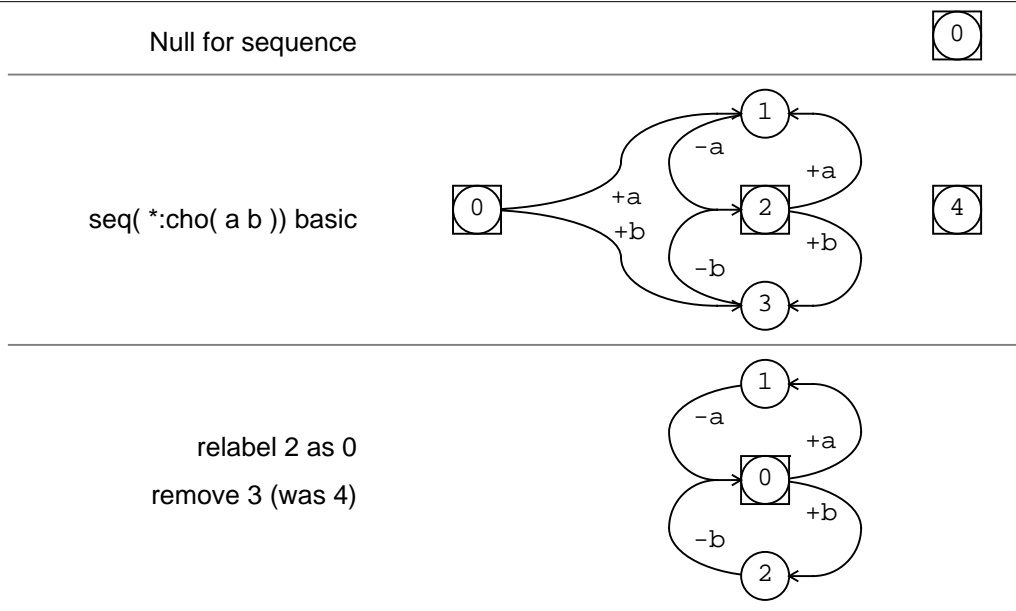 Null for sequence 0
1
-a +a
seq( *:cho( a b )) basic 0 +a 2 4
+b +b
-b
3
1
-a +a
relabel 2 as 0 0
remove 3 (was 4) +b
-b
2